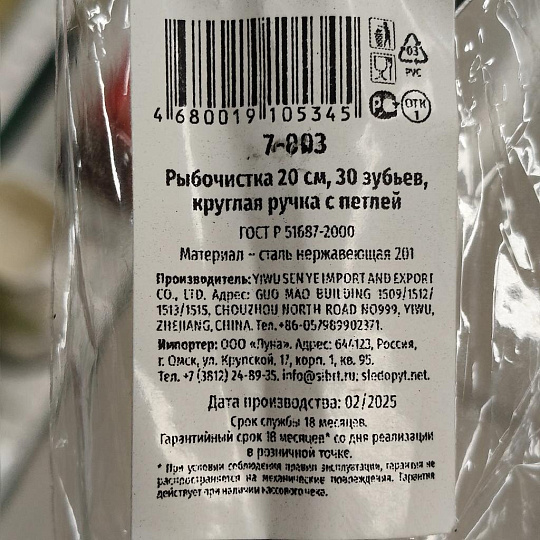 03
PVC
РС
ОТК
1
4 680019 105345
7-003
Рыбочистка 20 см, 30 зубьев,
круглая ручка с петлей
ГОСТ Р 51687-2000
Материал - сталь нержавеющая 201
Производитель: YIWU SENYE IMPORT AND EXPORT
CO., LTD. Адрес: GUO MAO BUILDING 1509/1512/
1513/1515, CHOUZHOU NORTH ROAD NO999, YIWU,
ZHEJIANG, CHINA. Тел.+86-057989902371.
Импортер: ООО «Луна». Адрес: 644123, Россия,
г. Омск, ул. Крупской, 17, корп. 1, кв. 95.
Тел. +7 (3812) 24-89-35. info@sibrt.ru; sledopyt.net.
Дата производства: 02/2025
Срок службы 18 месяцев.
Гарантийный срок 18 месяцев* со дня реализации
в розничной точке.
* При условии соблюдения правил эксплуатации, гарантия не
распространяется на механические повреждения. Гарантия
действует при наличии кассового чека.